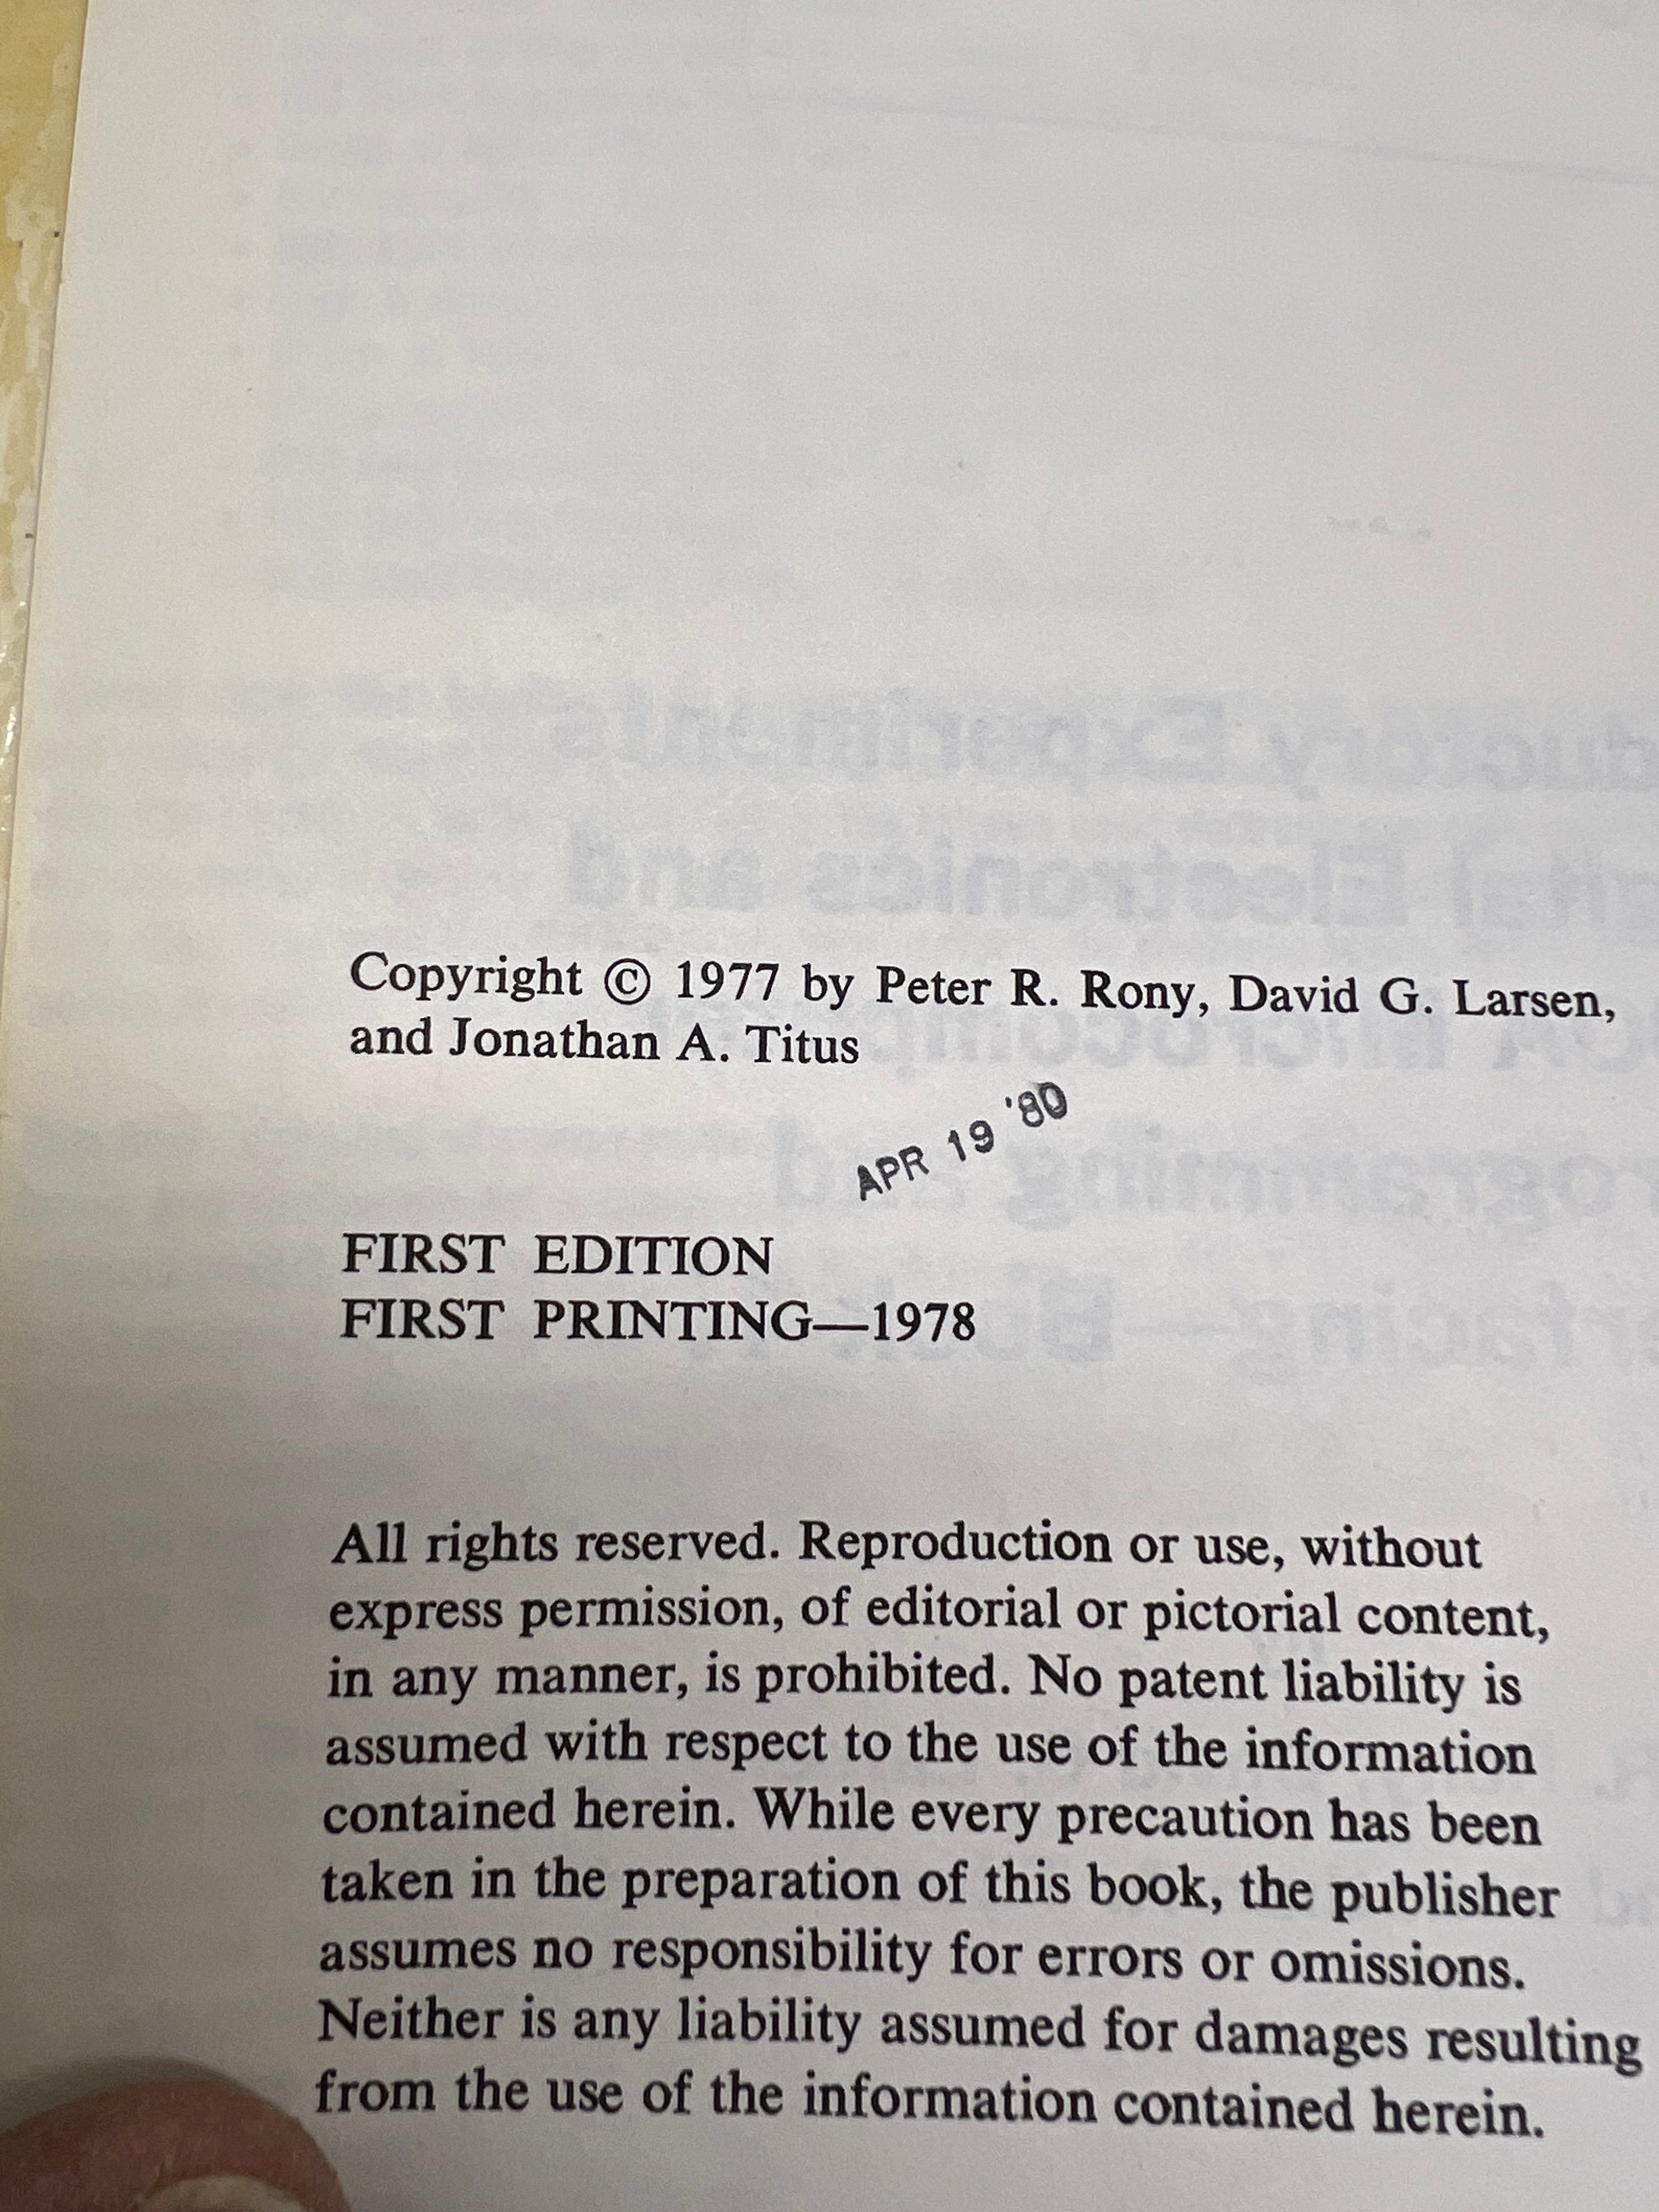 Copyright © 1977 by Peter R. Rony, David G. Larsen,
and Jonathan A. Titus
APR 19 '80
FIRST EDITION
FIRST PRINTING—1978
All rights reserved. Reproduction or use, without
express permission, of editorial or pictorial content,
in any manner, is prohibited. No patent liability is
assumed with respect to the use of the information
contained herein. While every precaution has been
taken in the preparation of this book, the publisher
assumes no responsibility for errors or omissions.
Neither is any liability assumed for damages resulting
from the use of the information contained herein.